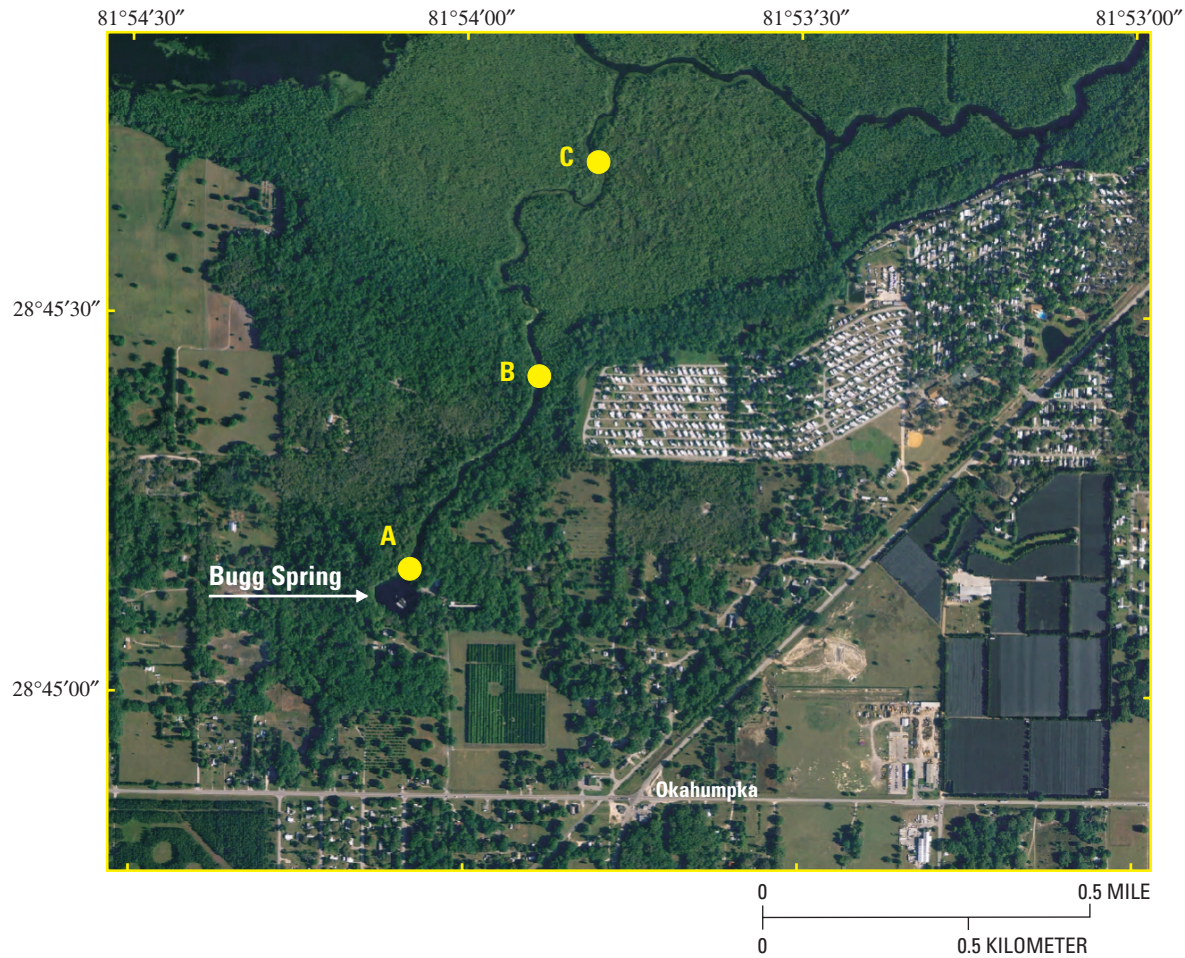 81°54′30″ 81°54′00″ 81°53′30″ 81°53′00″
C
28°45′30″
B
A
Bugg Spring
28°45′00″
Okahumpka
0 0.5 MILE
0 0.5 KILOMETER